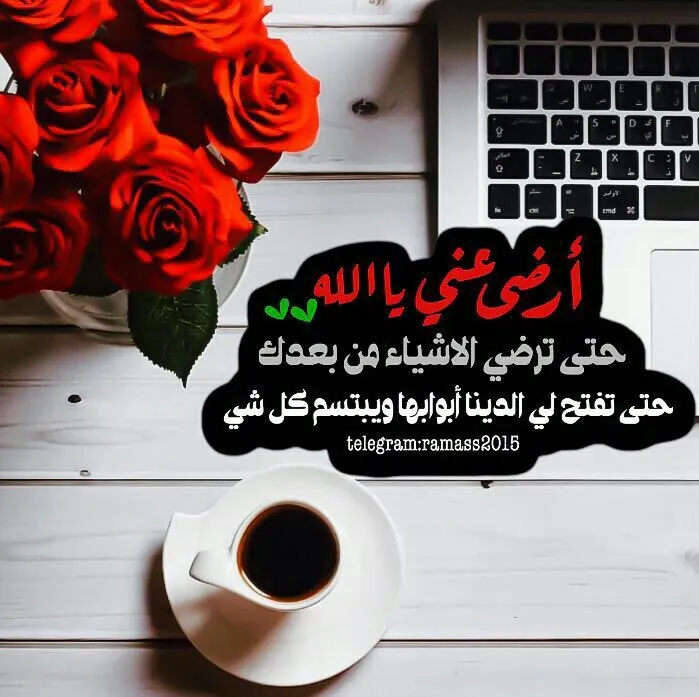 أرضى عني يا الله
حتى ترضي الاشياء من بعدك
حتى تفتح لي الدينا أبوابها ويبتسم كل شي
telegram:ramass2015